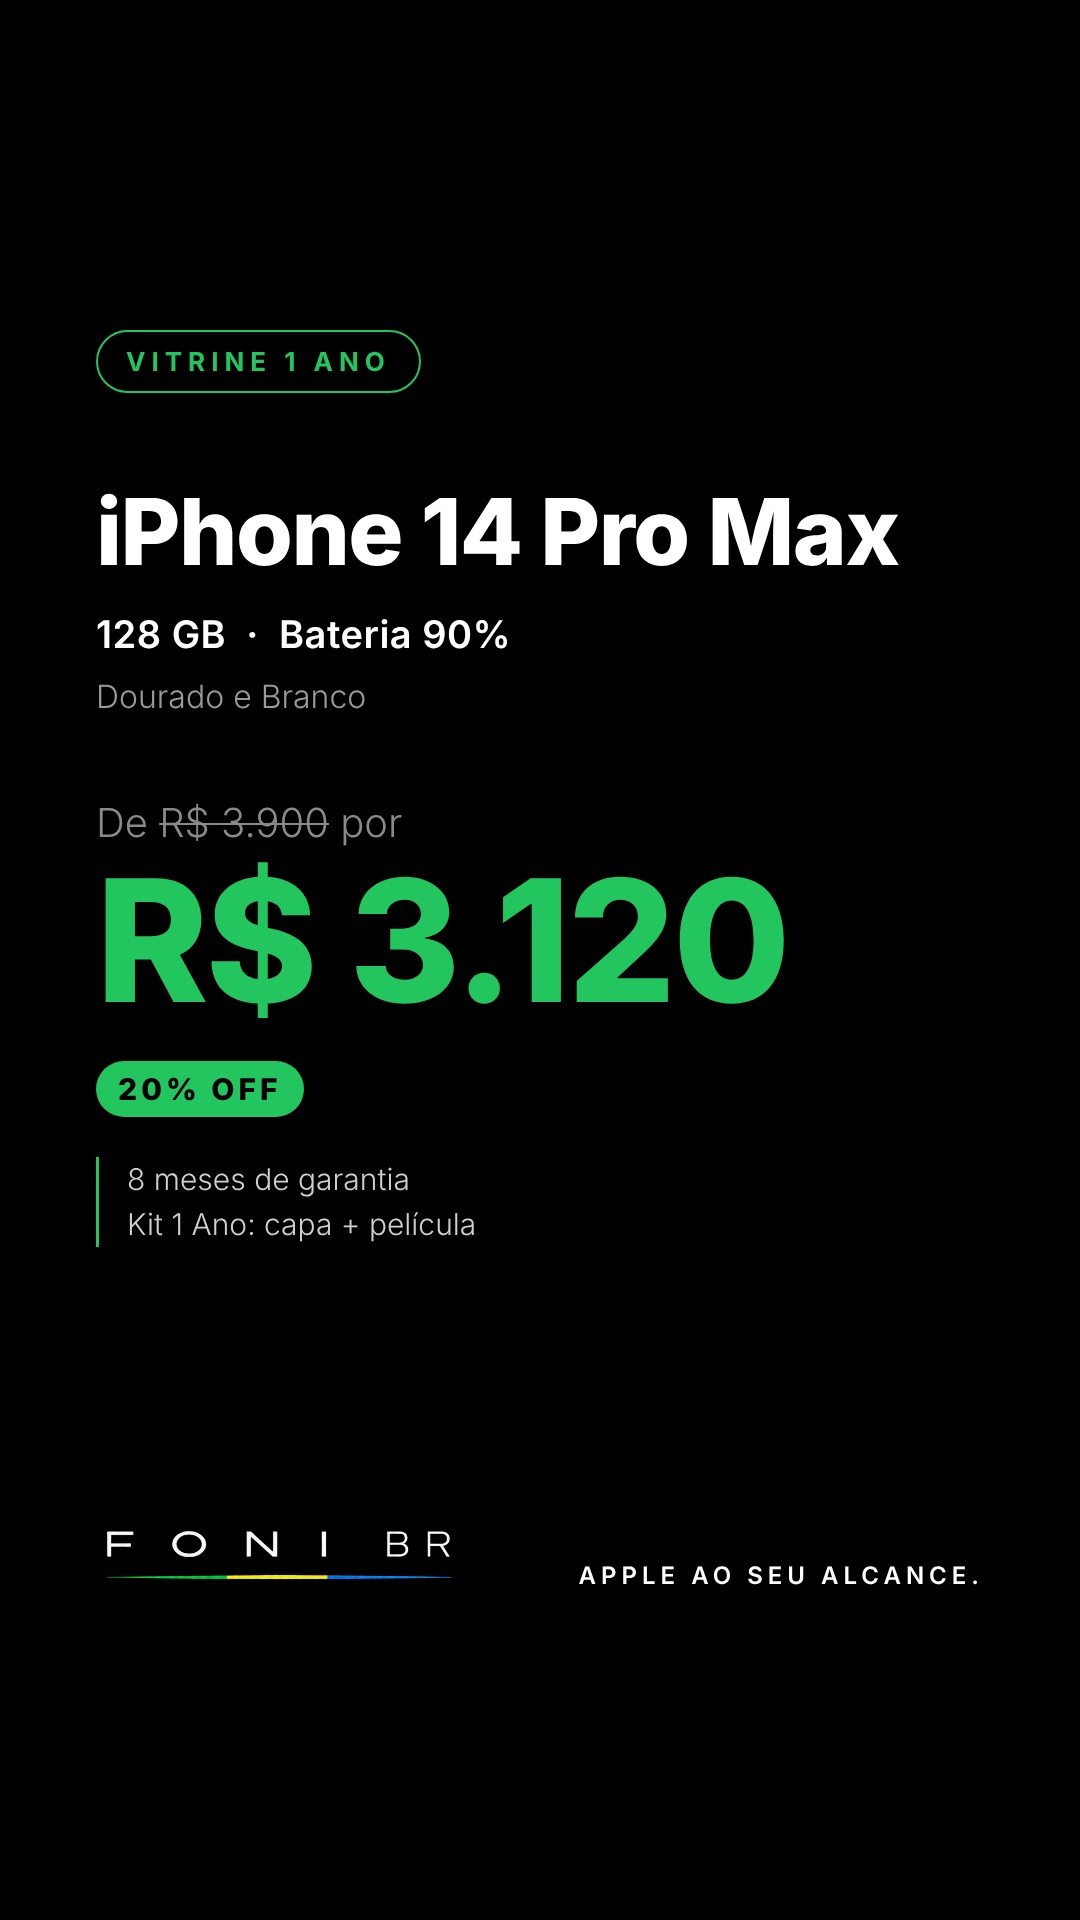 VITRINE 1 ANO
iPhone 14 Pro Max
128 GB · Bateria 90%
Dourado e Branco
De R$ 3.900 por
R$ 3.120
20% OFF
8 meses de garantia
Kit 1 Ano: capa + película
FONI BR
APPLE AO SEU ALCANCE.